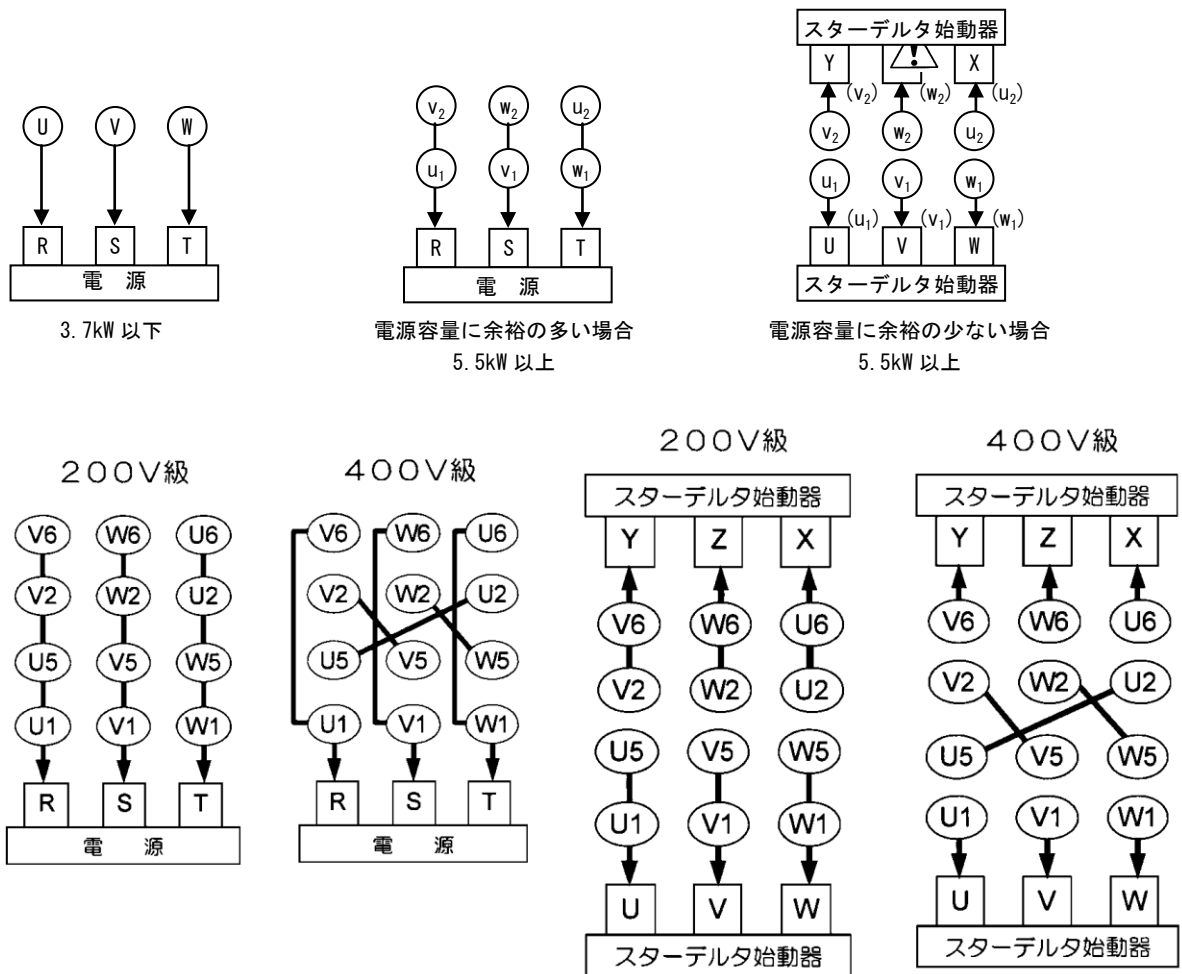 スターデルタ始動器
Y ! X
(v₂) (w₂) (u₂)
U V W
v₂ w₂ u₂
v₂ w₂ u₂
u₁ v₁ w₁
u₁ v₁ w₁
(u₁) (v₁) (w₁)
R S T
R S T
U V W
電 源
電 源
スターデルタ始動器
3.7kW 以下
電源容量に余裕の多い場合
5.5kW 以上
電源容量に余裕の少ない場合
5.5kW 以上
200V級
V6 W6 U6
V2 W2 U2
U5 V5 W5
U1 V1 W1
R S T
電 源
400V級
V6 W6 U6
V2 W2 U2
U5 V5 W5
U1 V1 W1
R S T
電 源
200V級
スターデルタ始動器
Y Z X
V6 W6 U6
V2 W2 U2
U5 V5 W5
U1 V1 W1
U V W
スターデルタ始動器
400V級
スターデルタ始動器
Y Z X
V6 W6 U6
V2 W2 U2
U5 V5 W5
U1 V1 W1
U V W
スターデルタ始動器